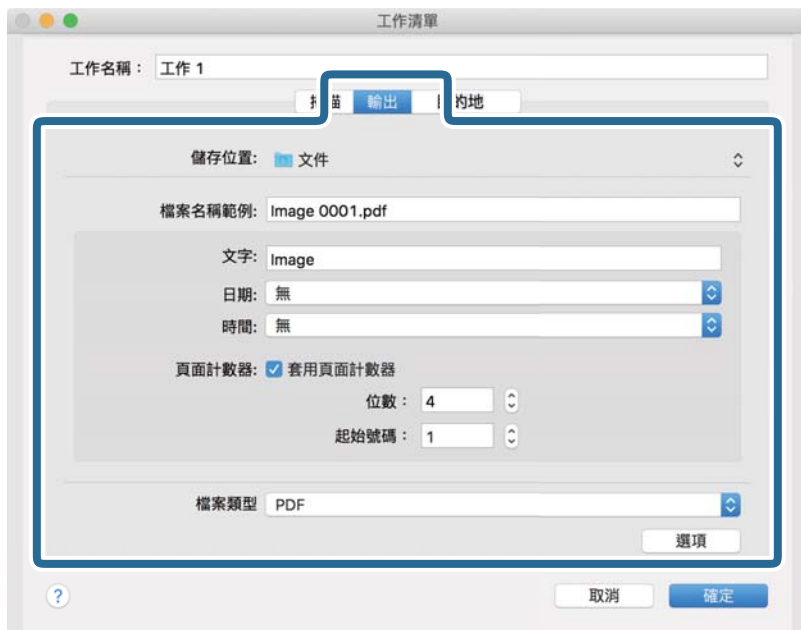 工作清單
工作名稱： 工作 1
輸出
儲存位置: 文件
檔案名稱範例: Image 0001.pdf
文字: Image
日期: 無
時間: 無
頁面計數器: 套用頁面計數器
位數： 4
起始號碼： 1
檔案類型 PDF
選項
? 取消 確定